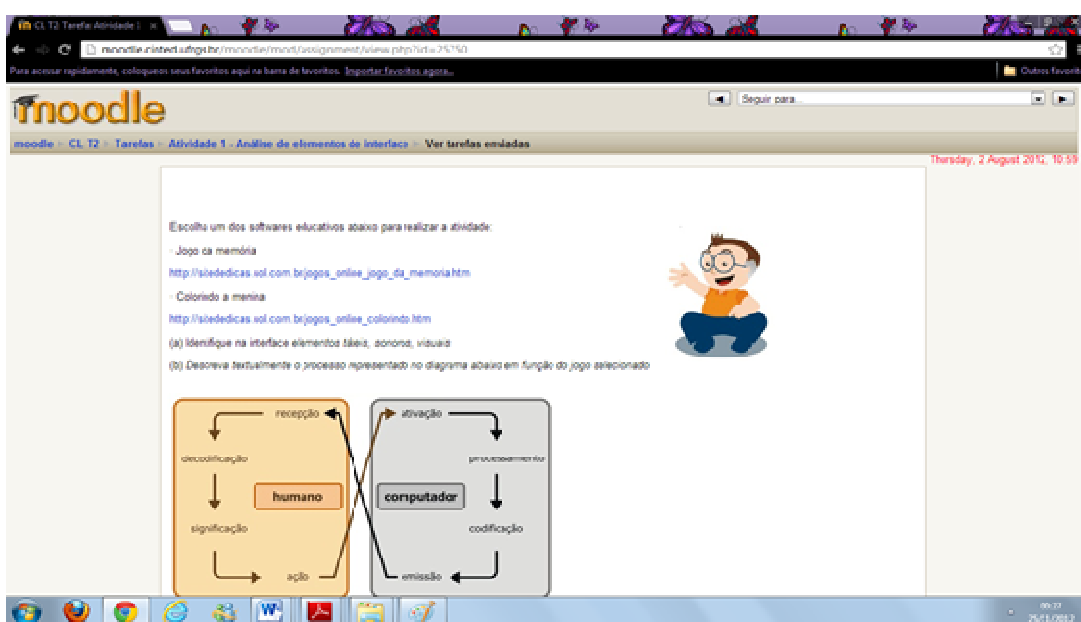 CL T2: Tarefa: Atividade 1
moodle.cinted.ufrgs.br/moodle/mod/assignment/view.php?id=25750
Para acessar rapidamente, coloque os seus favoritos aqui na barra de favoritos. Importar favoritos agora...
Outros favorit
moodle
Seguir para...
moodle ► CL T2 ► Tarefas ► Atividade 1 - Análise de elementos de interface ► Ver tarefas enviadas
Thursday, 2 August 2012, 10:59
Escolha um dos softwares educativos abaixo para realizar a atividade:
- Jogo da memória
http://sitededicas.uol.com.br/jogos_online_jogo_da_memoria.htm
- Colorindo a menina
http://sitededicas.uol.com.br/jogos_online_colorindo.htm
(a) Identifique na interface elementos táteis, sonoros, visuais
(b) Descreva textualmente o processo representado no diagrama abaixo em função do jogo selecionado
recepção
ativação
decodificação
processamento
humano
computador
significação
codificação
ação
emissão